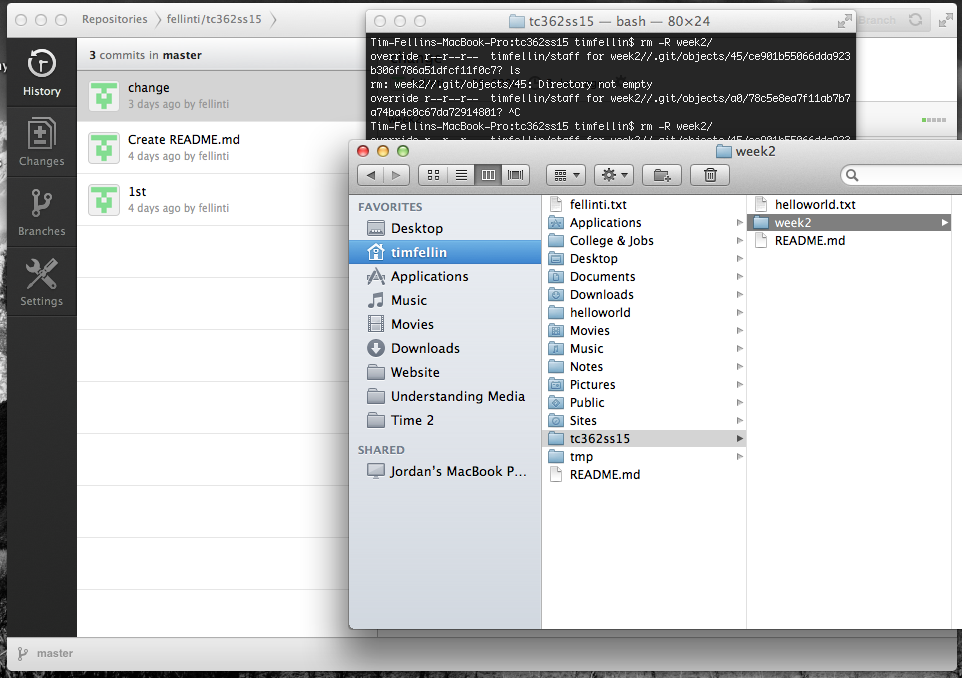 Repositories
fellinti/tc362ss15
tc362ss15 — bash — 80×24
Branch
3 commits in master
History
Changes
Branches
Settings
change
3 days ago by fellinti
Create README.md
4 days ago by fellinti
1st
4 days ago by fellinti
Tim-Fellins-MacBook-Pro:tc362ss15 timfellin$ rm -R week2/
override r--r--r--  timfellin/staff for week2//.git/objects/45/ce901b55066dda923
b306f786a51dfcf11f0c7? ls
rm: week2//.git/objects/45: Directory not empty
override r--r--r--  timfellin/staff for week2//.git/objects/a0/78c5e8ea7f11ab7b7
a74ba4c0c67da72914801? ^C
Tim-Fellins-MacBook-Pro:tc362ss15 timfellin$ rm -R week2/
week2
FAVORITES
Desktop
timfellin
Applications
Music
Movies
Downloads
Website
Understanding Media
Time 2
SHARED
Jordan's MacBook P...
fellinti.txt
Applications
College & Jobs
Desktop
Documents
Downloads
helloworld
Movies
Music
Notes
Pictures
Public
Sites
tc362ss15
tmp
README.md
helloworld.txt
week2
README.md
master